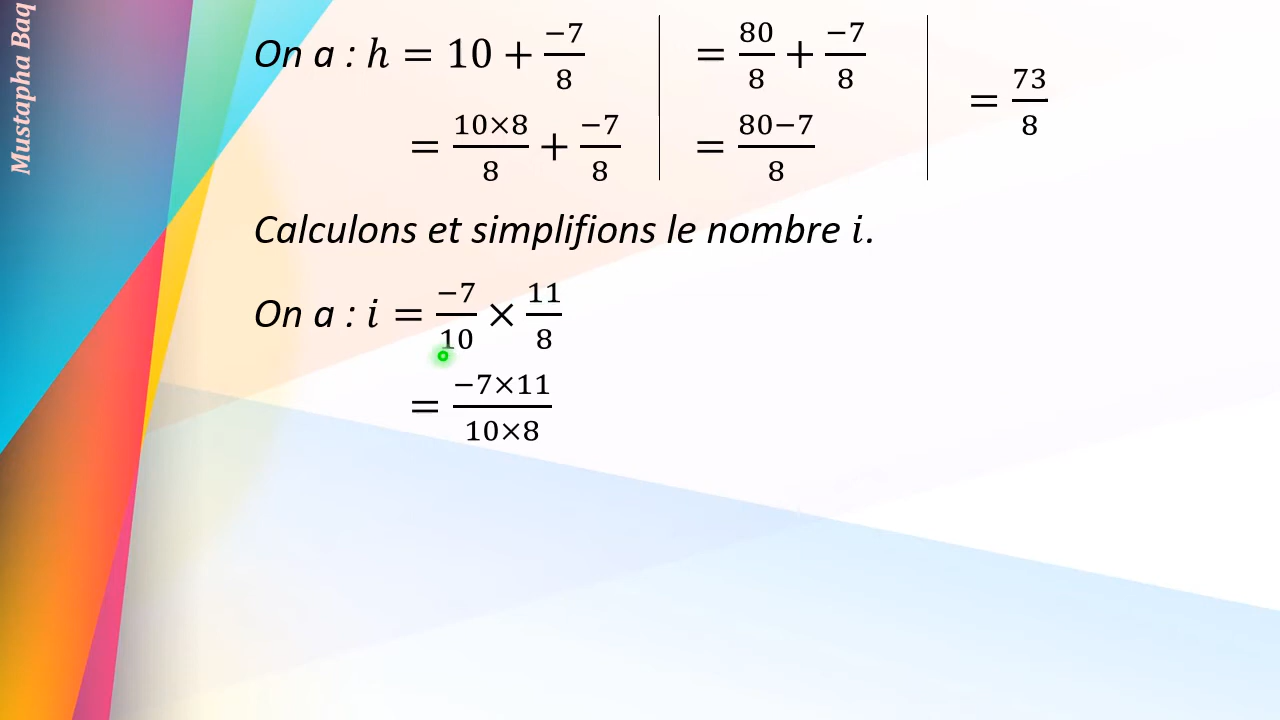 Mustapha Baq
On a : h = 10 + −7/8
= 10×8/8 + −7/8
= 80/8 + −7/8
= 80−7/8
= 73/8
Calculons et simplifions le nombre i.
On a : i = −7/10 × 11/8
= −7×11/10×8